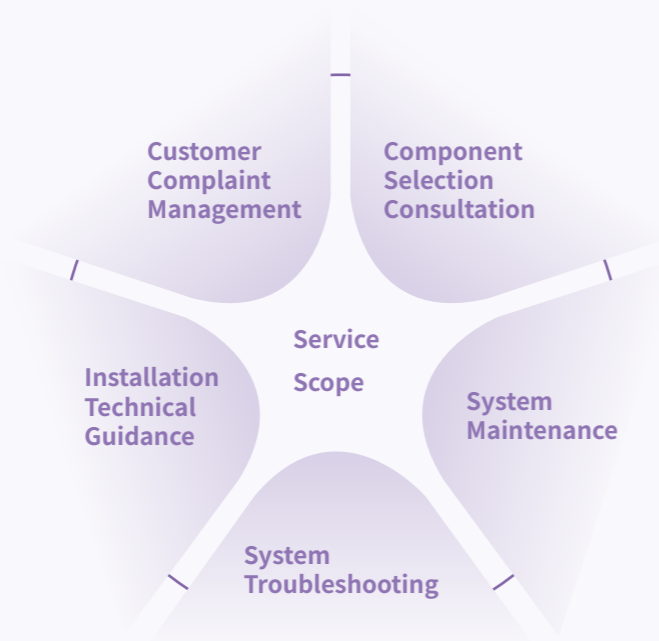 Customer
Complaint
Management
Component
Selection
Consultation
Service
Scope
Installation
Technical
Guidance
System
Maintenance
System
Troubleshooting